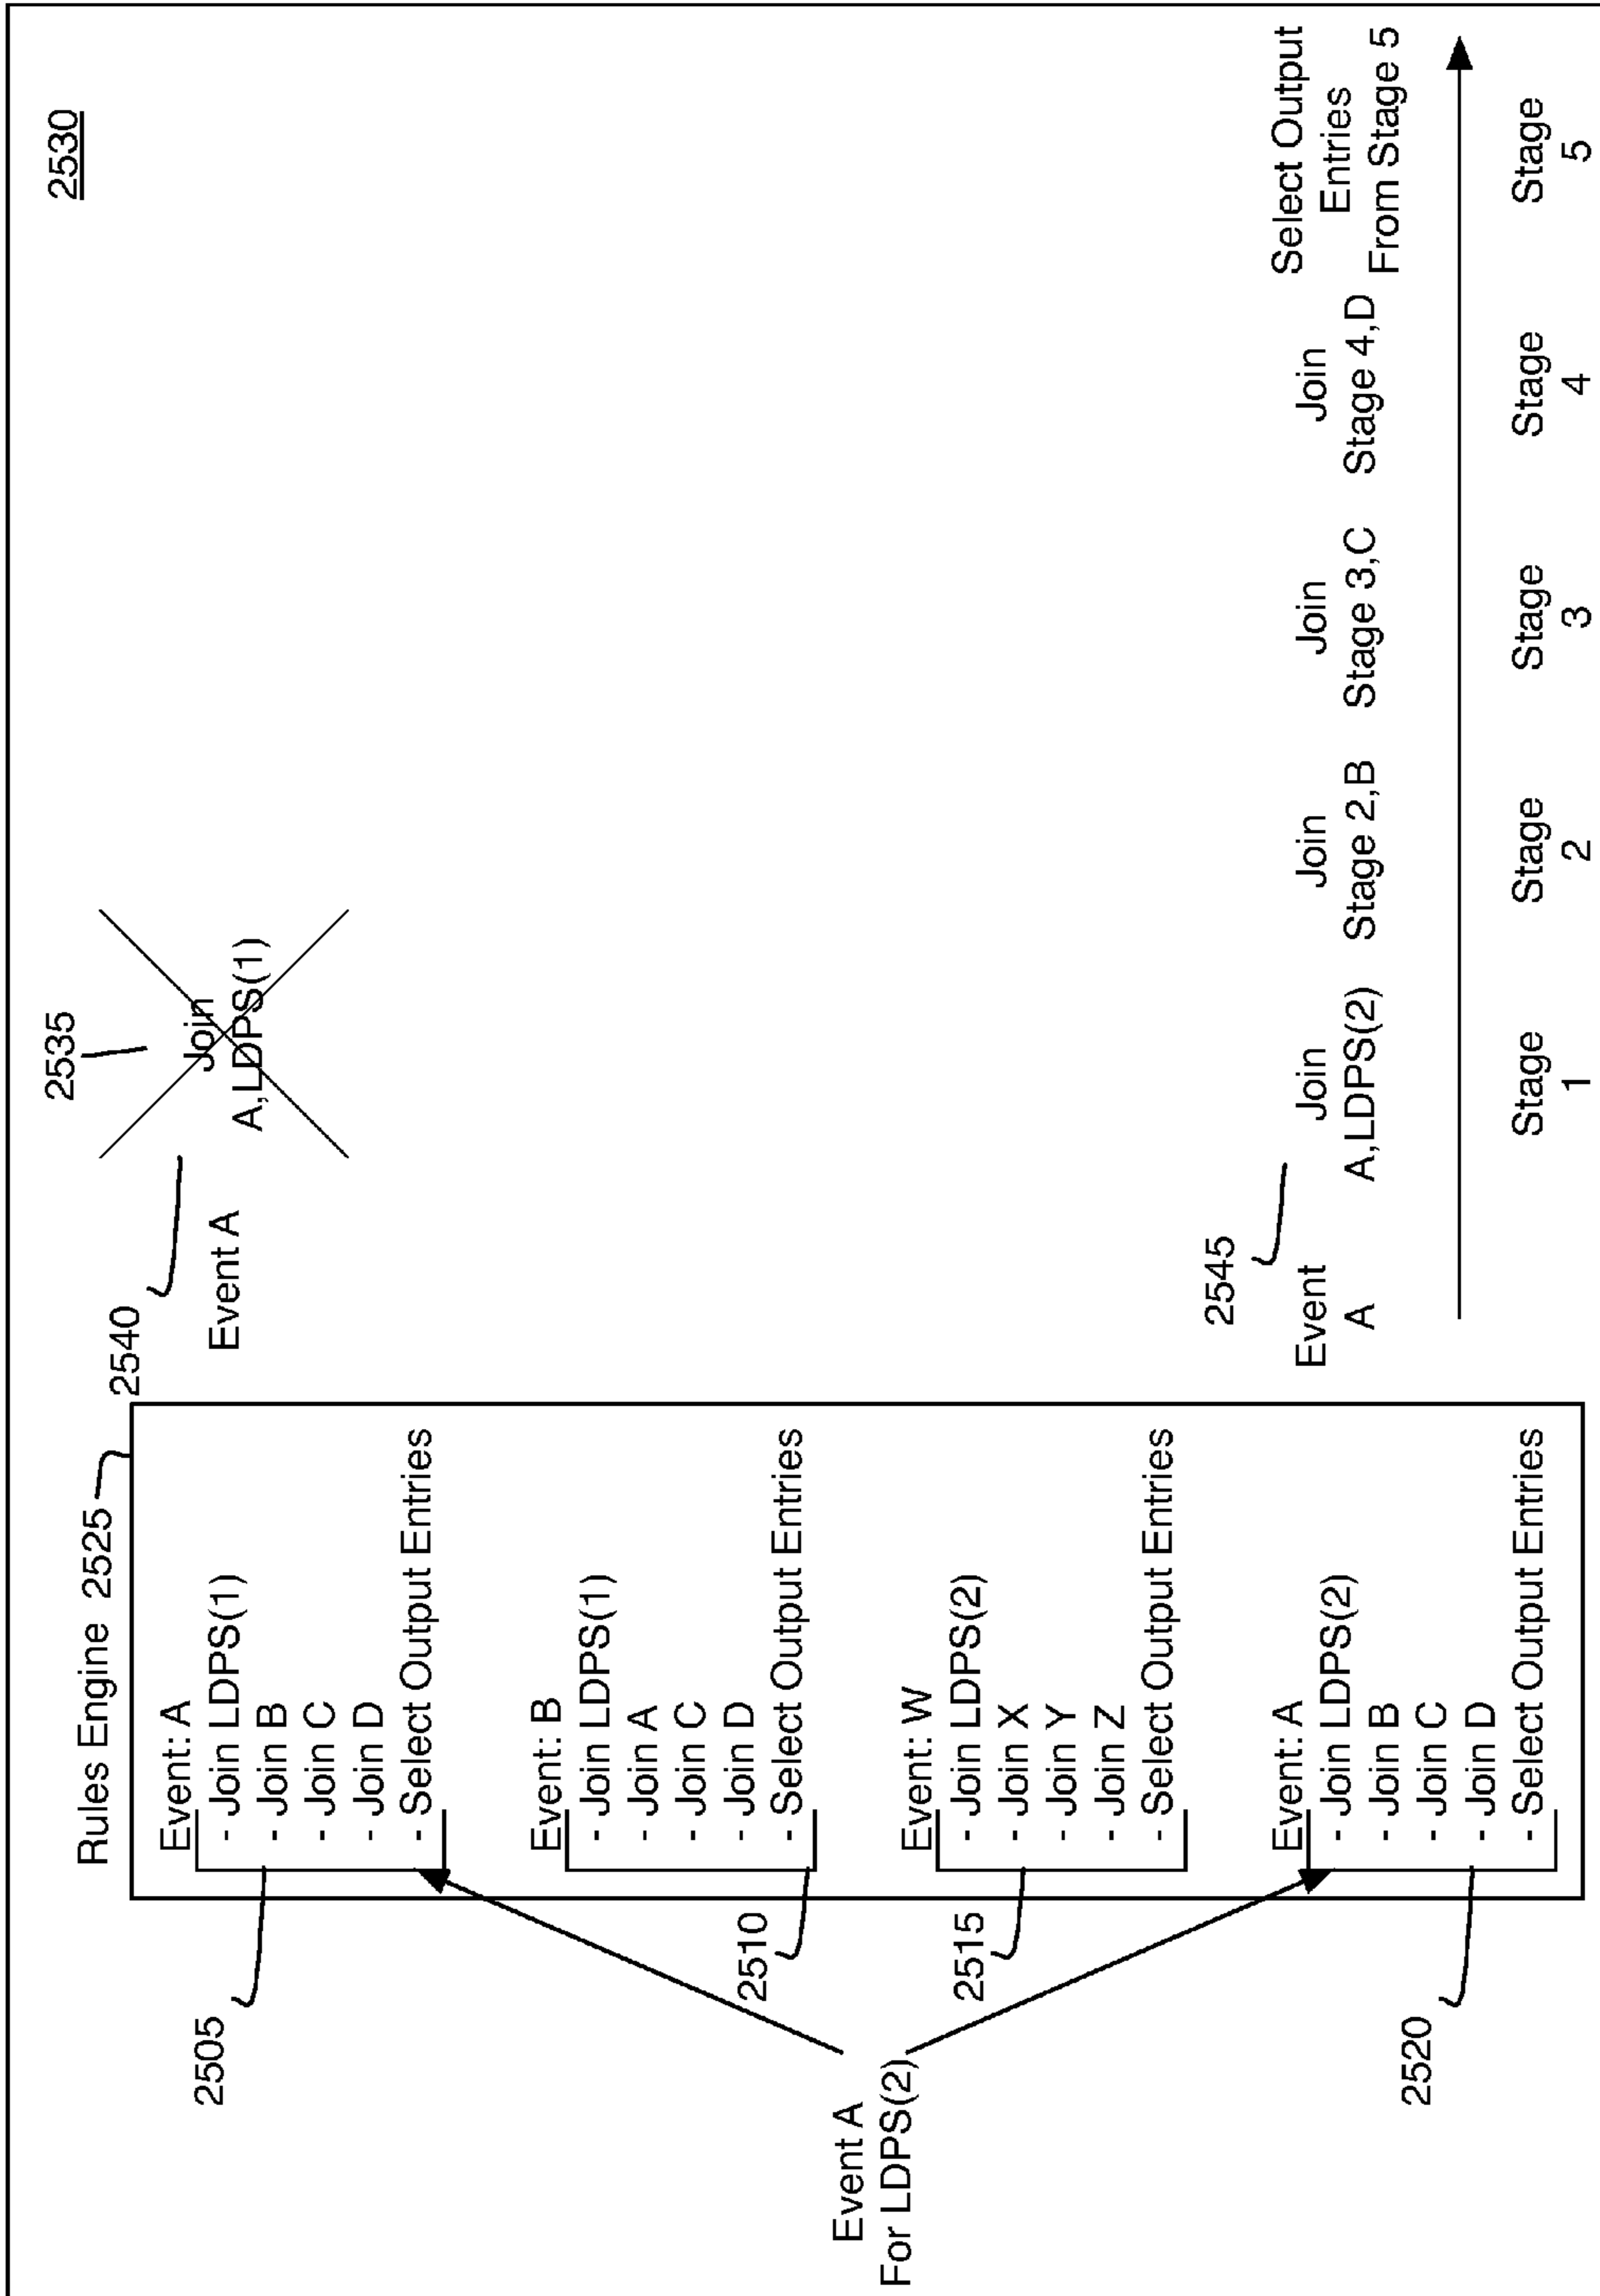 2530
Rules Engine 2525
Event: A
- Join LDPS(1)
- Join B
- Join C
- Join D
- Select Output Entries
2505
Event: B
- Join LDPS(1)
- Join A
- Join C
- Join D
- Select Output Entries
2510
Event: W
- Join LDPS(2)
- Join X
- Join Y
- Join Z
- Select Output Entries
2515
Event: A
- Join LDPS(2)
- Join B
- Join C
- Join D
- Select Output Entries
2520
Event A
For LDPS(2)
2540
Event A
2535
Join
A,LDPS(1)
2545
Event
A
Join
A,LDPS(2)
Join
Stage 2,B
Join
Stage 3,C
Join
Stage 4,D
Select Output
Entries
From Stage 5
Stage
1
Stage
2
Stage
3
Stage
4
Stage
5